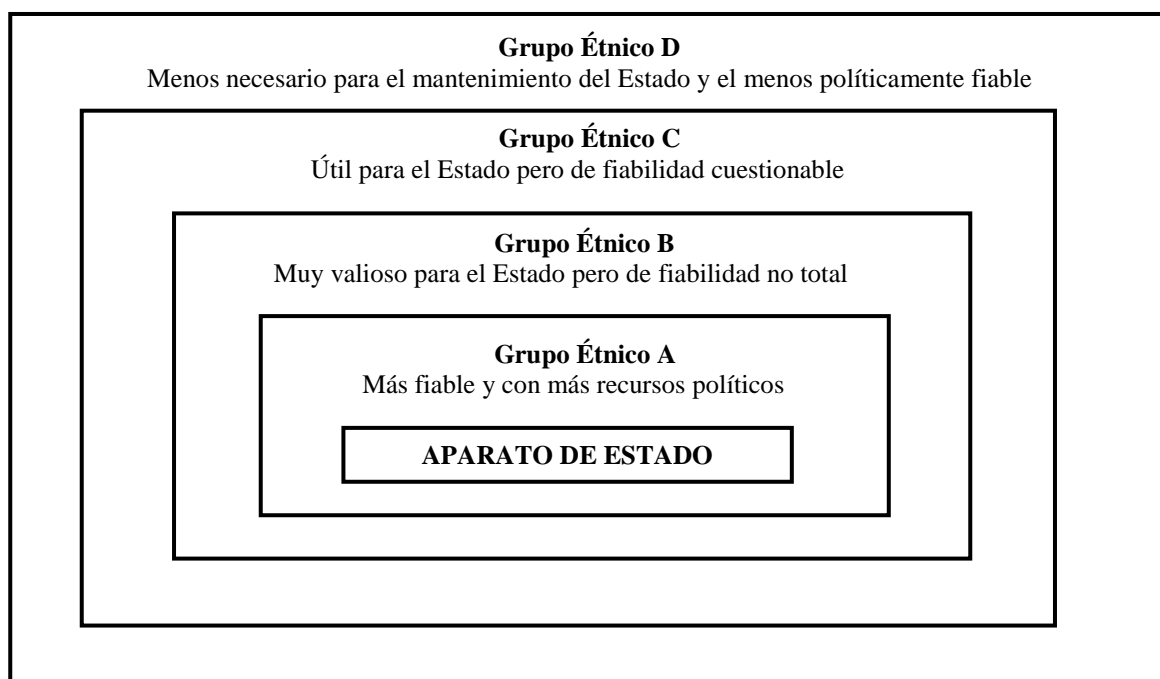 Grupo Étnico D
Menos necesario para el mantenimiento del Estado y el menos políticamente fiable
Grupo Étnico C
Útil para el Estado pero de fiabilidad cuestionable
Grupo Étnico B
Muy valioso para el Estado pero de fiabilidad no total
Grupo Étnico A
Más fiable y con más recursos políticos
APARATO DE ESTADO